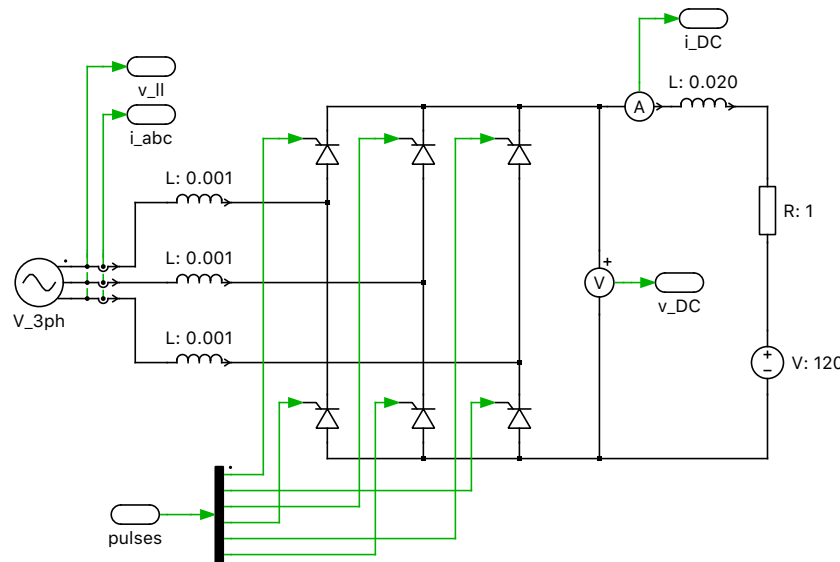 i_DC
v_ll
L: 0.020
i_abc
A
L: 0.001
R: 1
L: 0.001
V
v_DC
V_3ph
L: 0.001
V: 120
pulses